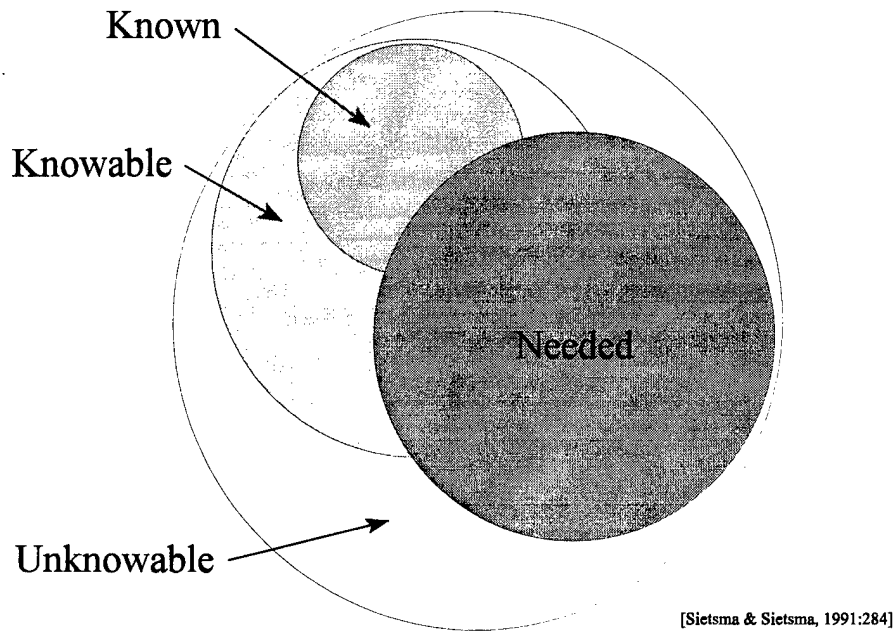 Known
Knowable
Needed
Unknowable
[Sietsma & Sietsma, 1991:284]